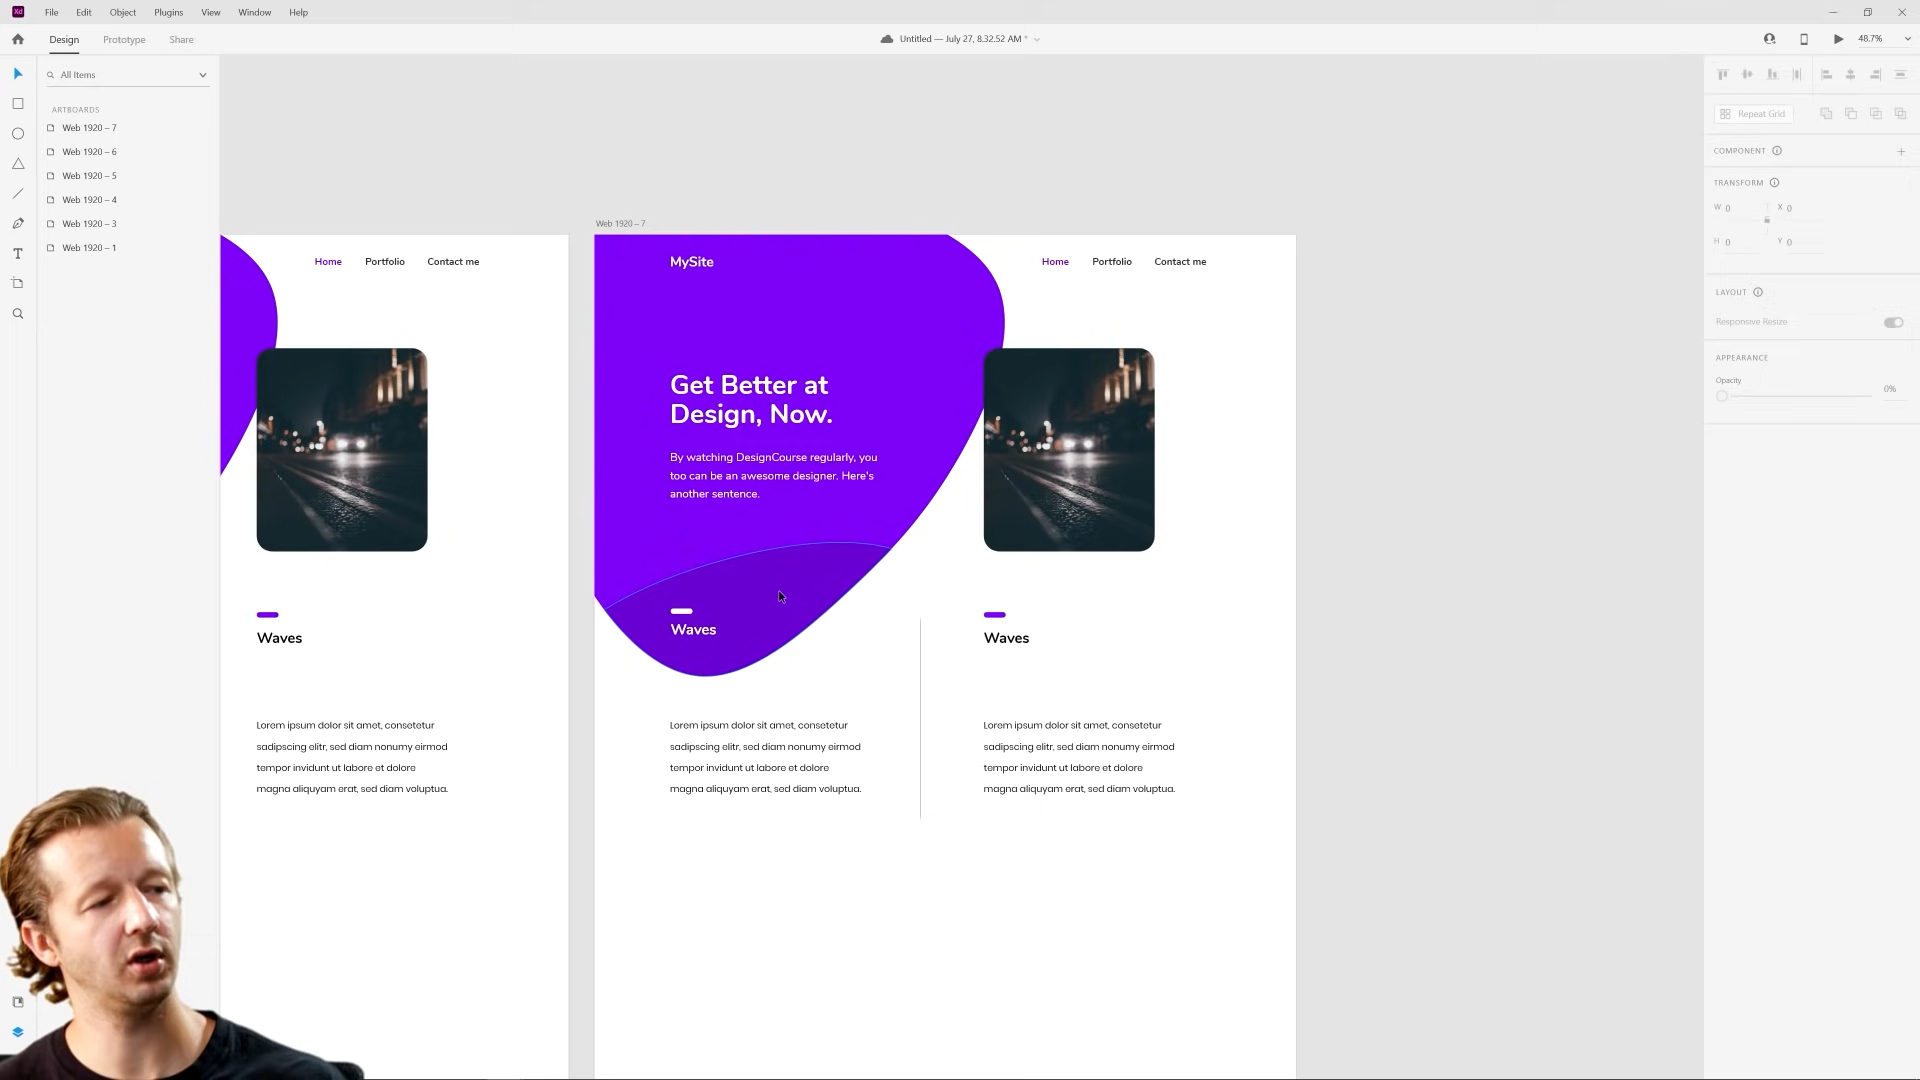 Xd File Edit Object Plugins View Window Help
Design Prototype Share
Untitled — July 27, 8.32.52 AM *
48.7%
All Items
ARTBOARDS
Web 1920 – 7
Web 1920 – 6
Web 1920 – 5
Web 1920 – 4
Web 1920 – 3
Web 1920 – 1
Home Portfolio Contact me
Waves
Lorem ipsum dolor sit amet, consetetur
sadipscing elitr, sed diam nonumy eirmod
tempor invidunt ut labore et dolore
magna aliquyam erat, sed diam voluptua.
Web 1920 – 7
MySite
Home Portfolio Contact me
Get Better at
Design, Now.
By watching DesignCourse regularly, you
too can be an awesome designer. Here's
another sentence.
Waves
Lorem ipsum dolor sit amet, consetetur
sadipscing elitr, sed diam nonumy eirmod
tempor invidunt ut labore et dolore
magna aliquyam erat, sed diam voluptua.
Waves
Lorem ipsum dolor sit amet, consetetur
sadipscing elitr, sed diam nonumy eirmod
tempor invidunt ut labore et dolore
magna aliquyam erat, sed diam voluptua.
Repeat Grid
COMPONENT
TRANSFORM
W 0 X 0
H 0 Y 0
LAYOUT
Responsive Resize
APPEARANCE
Opacity
0%